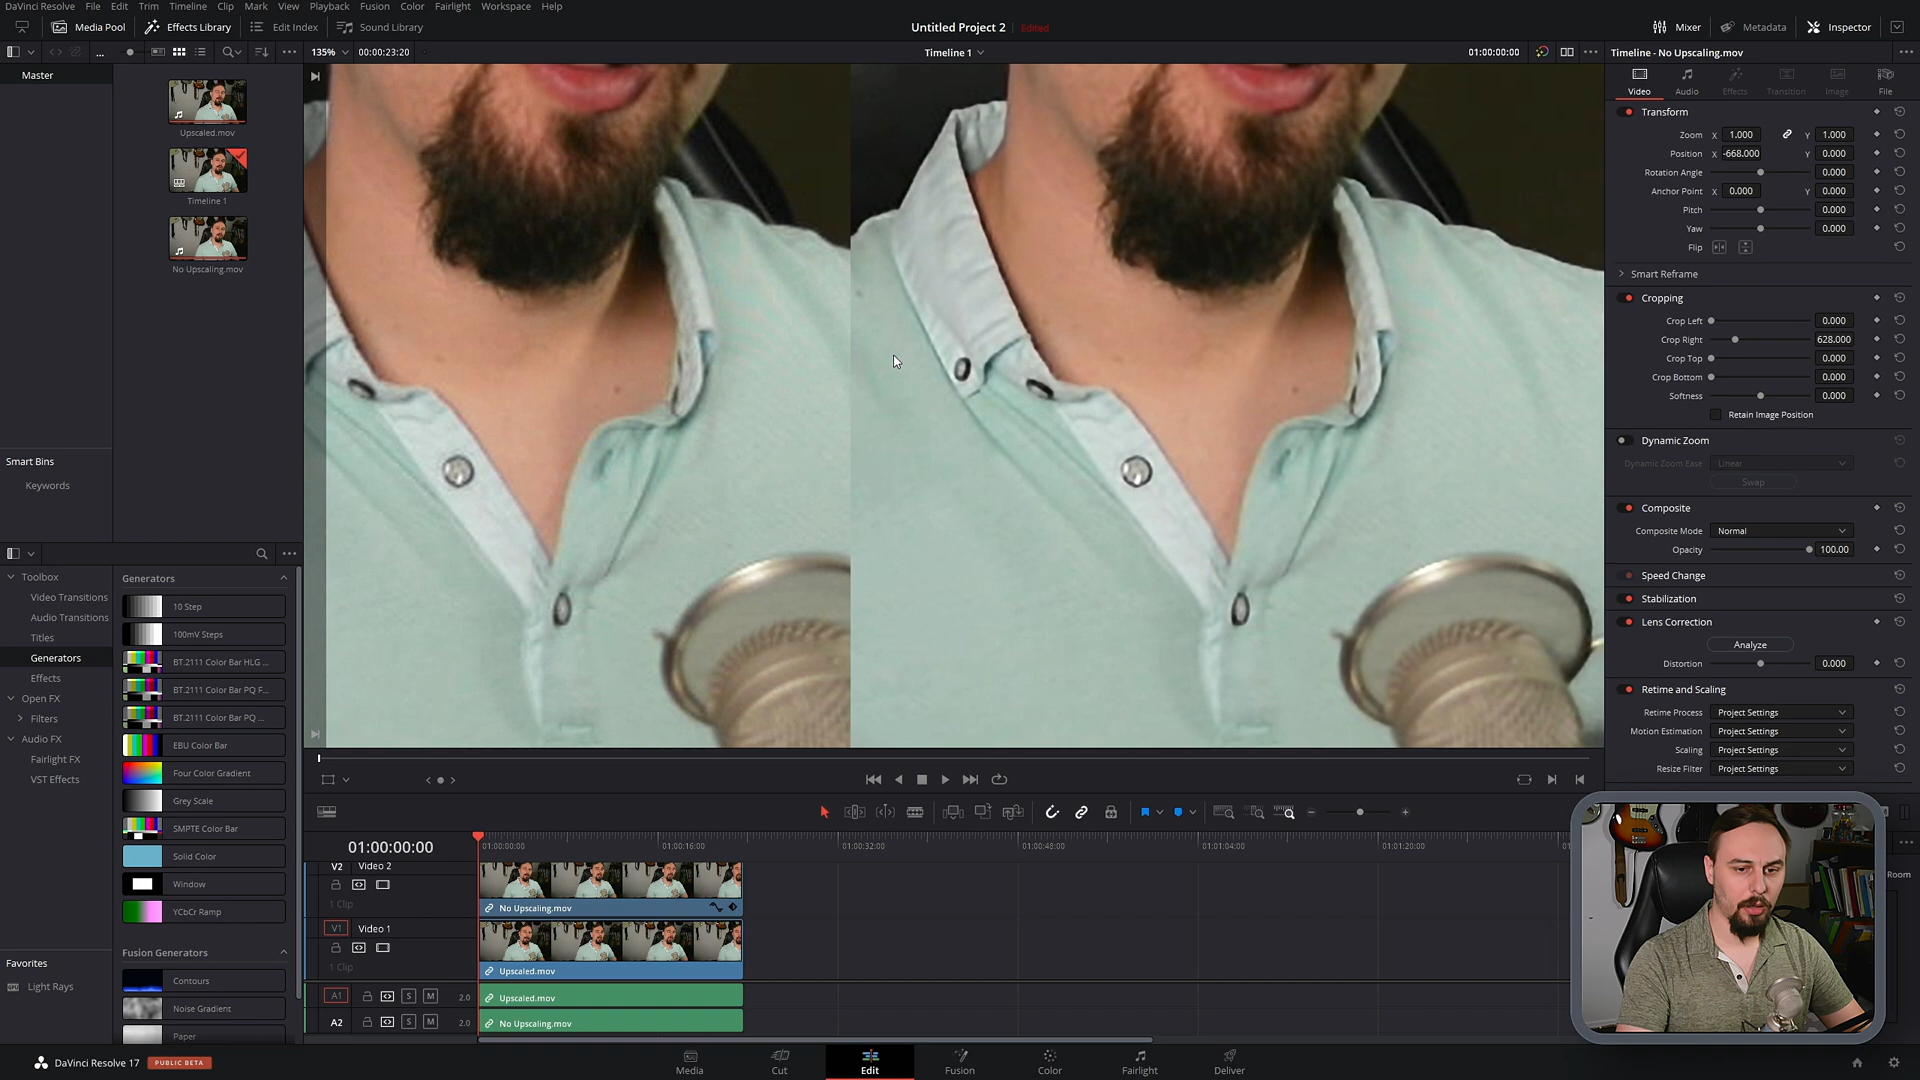 DaVinci Resolve File Edit Trim Timeline Clip Mark View Playback Fusion Color Fairlight Workspace Help
Media Pool Effects Library Edit Index Sound Library
Untitled Project 2 Edited
Mixer Metadata Inspector
135% 00:00:23:20
Timeline 1
01:00:00:00
Timeline - No Upscaling.mov
Master
Upscaled.mov
Timeline 1
No Upscaling.mov
Smart Bins
Keywords
Video Audio Effects Transition Image File
Transform
Zoom X 1.000 Y 1.000
Position X -668.000 Y 0.000
Rotation Angle 0.000
Anchor Point X 0.000 Y 0.000
Pitch 0.000
Yaw 0.000
Flip
Smart Reframe
Cropping
Crop Left 0.000
Crop Right 628.000
Crop Top 0.000
Crop Bottom 0.000
Softness 0.000
Retain Image Position
Dynamic Zoom
Dynamic Zoom Ease Linear
Swap
Composite
Composite Mode Normal
Opacity 100.00
Speed Change
Stabilization
Lens Correction
Analyze
Distortion 0.000
Retime and Scaling
Retime Process Project Settings
Motion Estimation Project Settings
Scaling Project Settings
Resize Filter Project Settings
Room
Toolbox
Video Transitions
Audio Transitions
Titles
Generators
Effects
Open FX
Filters
Audio FX
Fairlight FX
VST Effects
Favorites
Light Rays
Generators
10 Step
100mV Steps
BT.2111 Color Bar HLG ...
BT.2111 Color Bar PQ F...
BT.2111 Color Bar PQ ...
EBU Color Bar
Four Color Gradient
Grey Scale
SMPTE Color Bar
Solid Color
Window
YCbCr Ramp
Fusion Generators
Contours
Noise Gradient
Paper
01:00:00:00
01:00:00:00 01:00:16:00 01:00:32:00 01:00:48:00 01:01:04:00 01:01:20:00
V2 Video 2
1 Clip
No Upscaling.mov
V1 Video 1
1 Clip
Upscaled.mov
A1 S M 2.0
Upscaled.mov
A2 S M 2.0
No Upscaling.mov
DaVinci Resolve 17 PUBLIC BETA
Media Cut Edit Fusion Color Fairlight Deliver